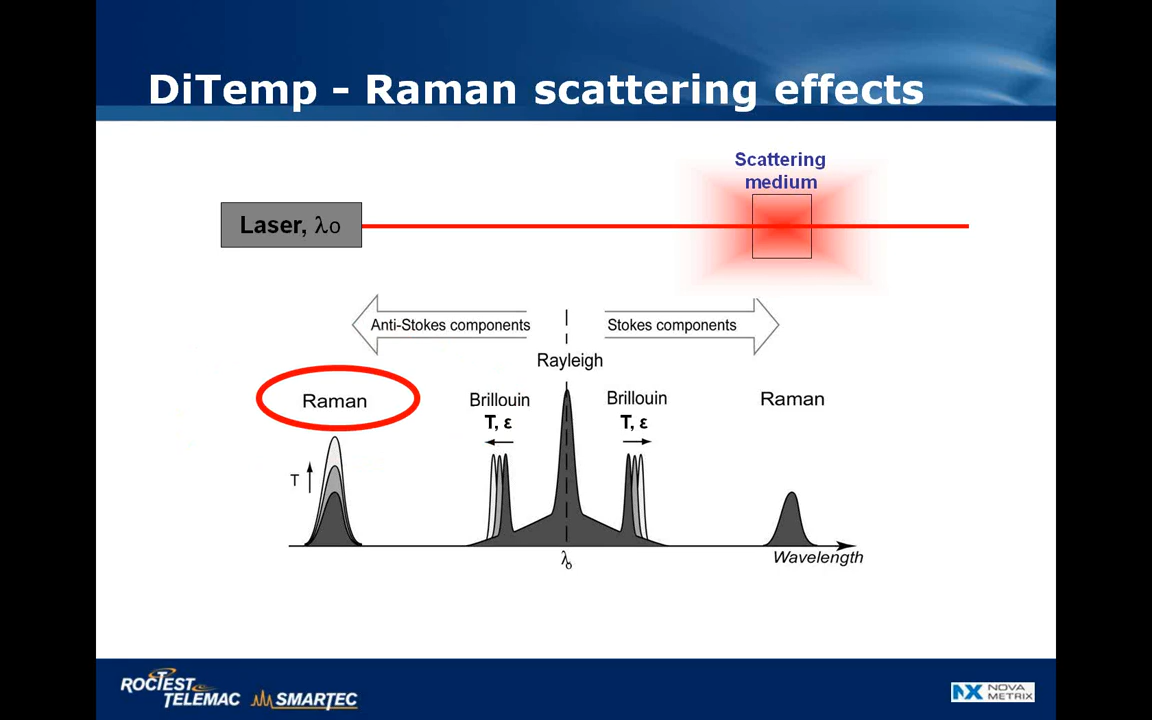 DiTemp - Raman scattering effects
Scattering
medium
Laser, λo
Anti-Stokes components
Stokes components
Rayleigh
Raman
Brillouin
T, ε
Brillouin
T, ε
Raman
T
λo
Wavelength
ROCTEST
TELEMAC
SMARTEC
NX NOVA
METRIX